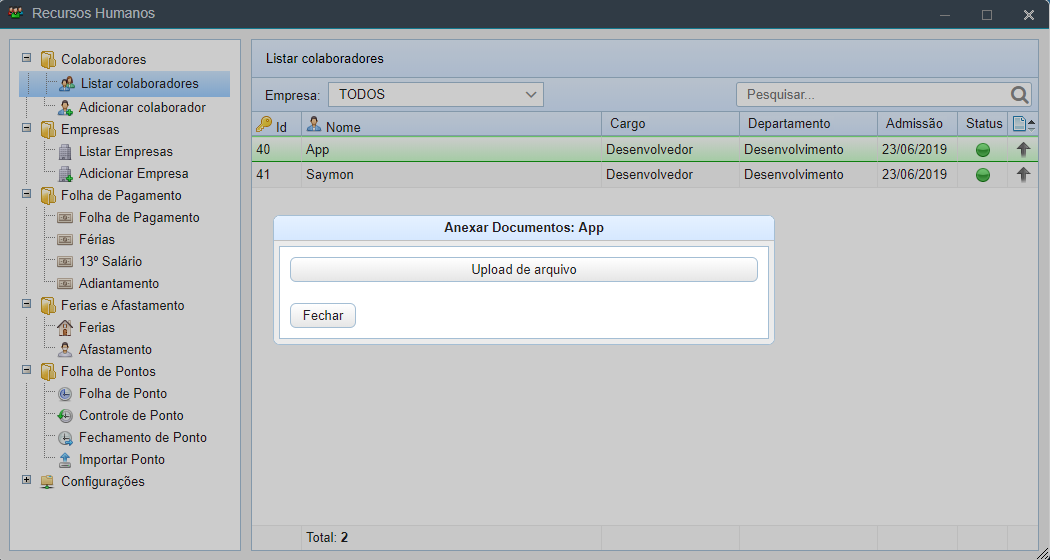 Recursos Humanos
Colaboradores
Listar colaboradores
Adicionar colaborador
Empresas
Listar Empresas
Adicionar Empresa
Folha de Pagamento
Folha de Pagamento
Férias
13º Salário
Adiantamento
Ferias e Afastamento
Ferias
Afastamento
Folha de Pontos
Folha de Ponto
Controle de Ponto
Fechamento de Ponto
Importar Ponto
Configurações
Listar colaboradores
Empresa: TODOS Pesquisar...
Id Nome Cargo Departamento Admissão Status
40 App Desenvolvedor Desenvolvimento 23/06/2019
41 Saymon Desenvolvedor Desenvolvimento 23/06/2019
Anexar Documentos: App
Upload de arquivo
Fechar
Total: 2